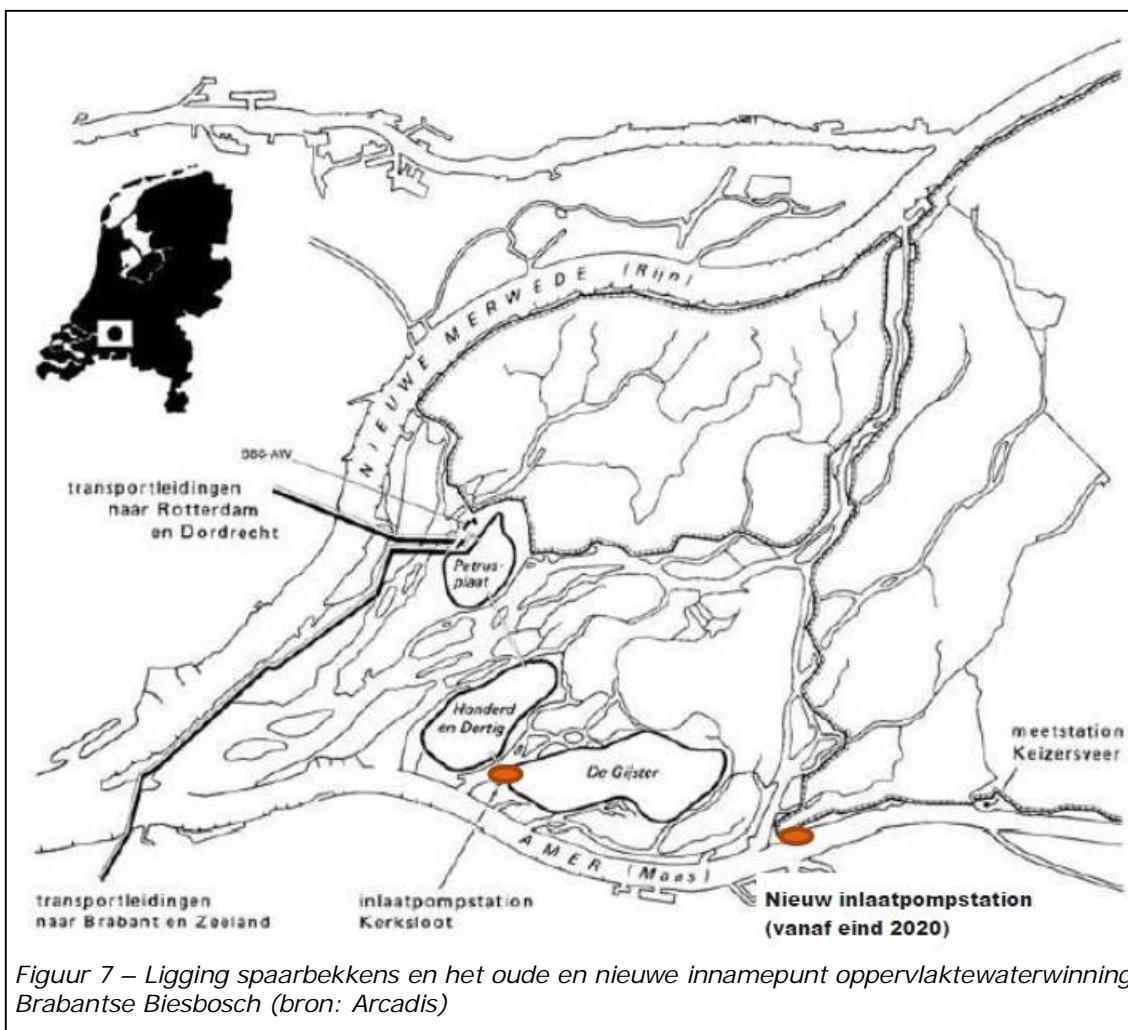 NIEUWE MERWEDE (Rijn)
transportleidingen
naar Rotterdam
en Dordrecht
Petrus-
plaat
Honderd
en Dertig
De Gijster
meetstation
Keizersveer
AMER (Maas)
transportleidingen
naar Brabant en Zeeland
inlaatpompstation
Kerksloot
Nieuw inlaatpompstation
(vanaf eind 2020)
Figuur 7 – Ligging spaarbekkens en het oude en nieuwe innamepunt oppervlaktewaterwinning
Brabantse Biesbosch (bron: Arcadis)